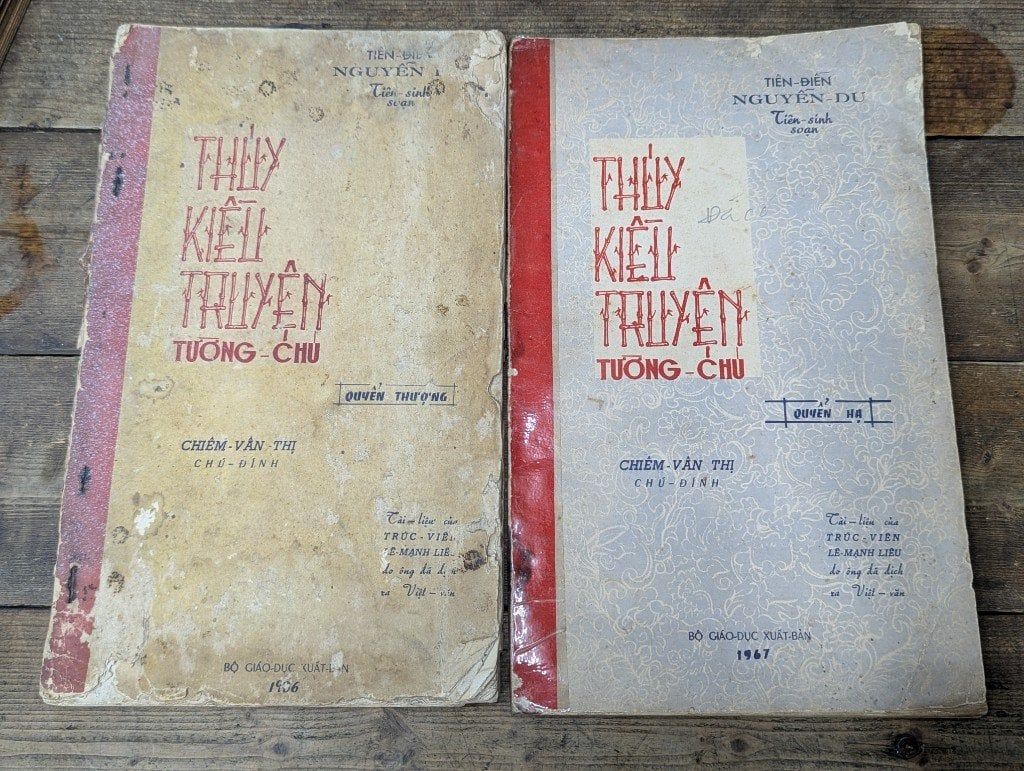 TIÊN-ĐIỀN
NGUYỄN
Tiên-sinh
soạn
THÚY
KIỀU
TRUYỆN
TƯỜNG-CHÚ
QUYỂN THƯỢNG
CHIÊM-VÂN THỊ
CHÚ-ĐÍNH
Tài-liệu của
TRÚC-VIÊN
LÊ-MẠNH LIÊU
do ông đã dịch
ra Việt-văn
BỘ GIÁO-DỤC XUẤT-BẢN
TIÊN-ĐIỀN
NGUYỄN-DU
Tiên-sinh
soạn
THÚY
KIỀU
TRUYỆN
TƯỜNG-CHÚ
Đã có
QUYỂN HẠ
CHIÊM-VÂN THỊ
CHÚ-ĐÍNH
Tài-liệu của
TRÚC-VIÊN
LÊ-MẠNH LIÊU
do ông đã dịch
ra Việt-văn
BỘ GIÁO-DỤC XUẤT-BẢN
1967